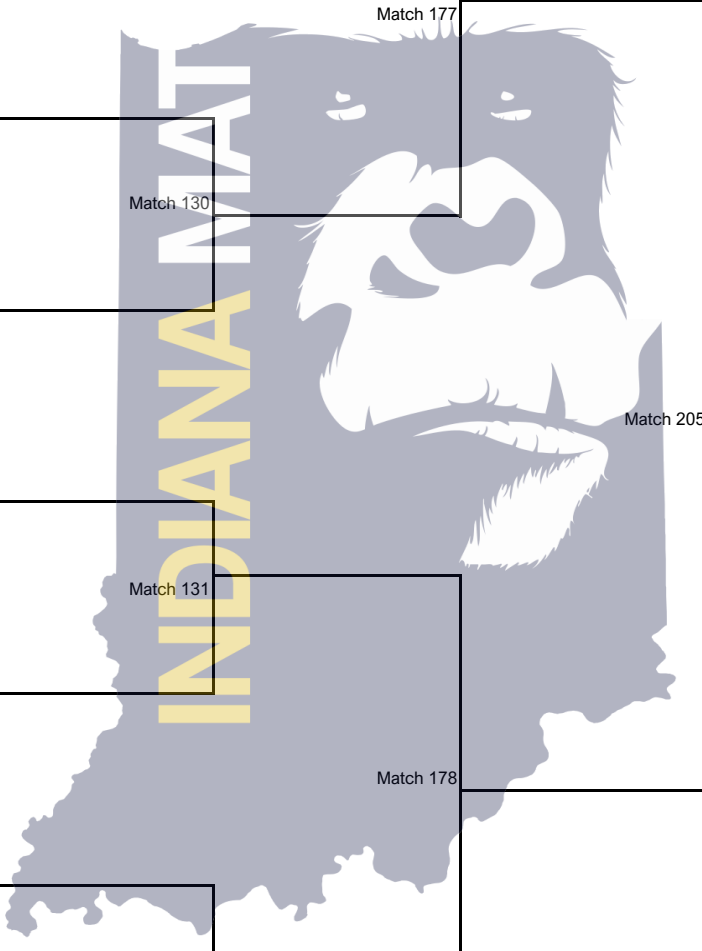 Match 177
Match 130
Match 205
Match 131
Match 178
INDIANA MAT